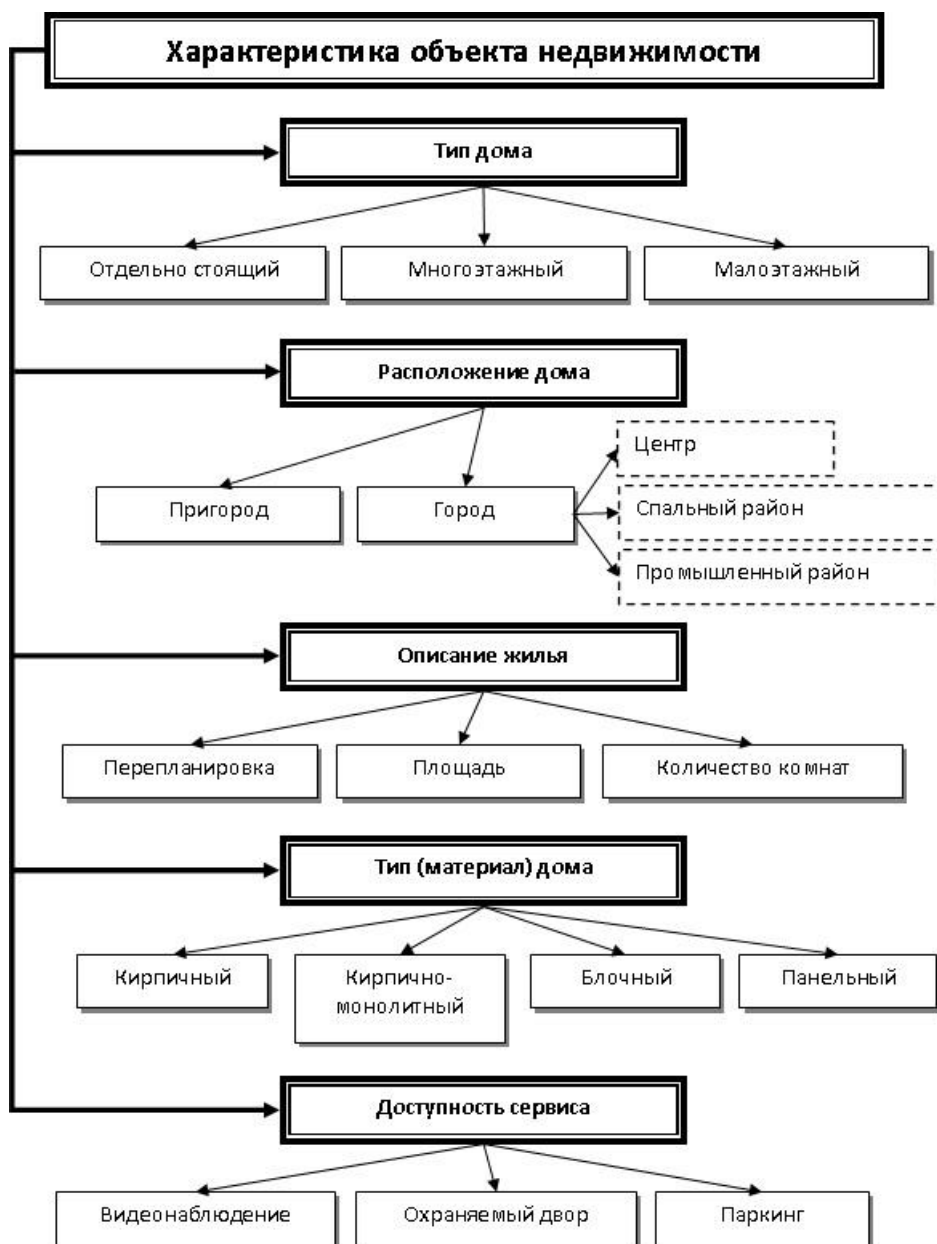 Характеристика объекта недвижимости
Тип дома
Отдельно стоящий
Многоэтажный
Малоэтажный
Расположение дома
Пригород
Город
Центр
Спальный район
Промышленный район
Описание жилья
Перепланировка
Площадь
Количество комнат
Тип (материал) дома
Кирпичный
Кирпично-
монолитный
Блочный
Панельный
Доступность сервиса
Видеонаблюдение
Охраняемый двор
Паркинг